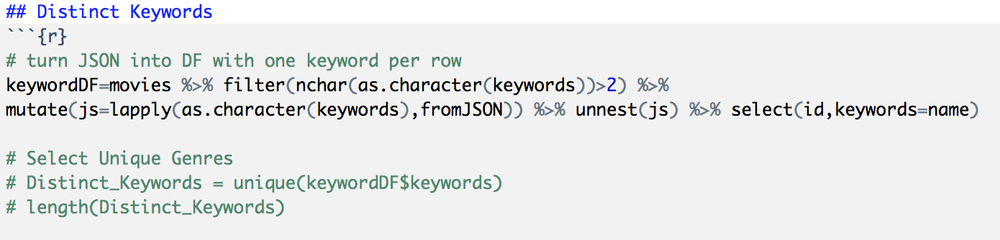 ## Distinct Keywords
```{r}
# turn JSON into DF with one keyword per row
keywordDF=movies %>% filter(nchar(as.character(keywords))>2) %>%
mutate(js=lapply(as.character(keywords),fromJSON)) %>% unnest(js) %>% select(id,keywords=name)
# Select Unique Genres
# Distinct_Keywords = unique(keywordDF$keywords)
# length(Distinct_Keywords)